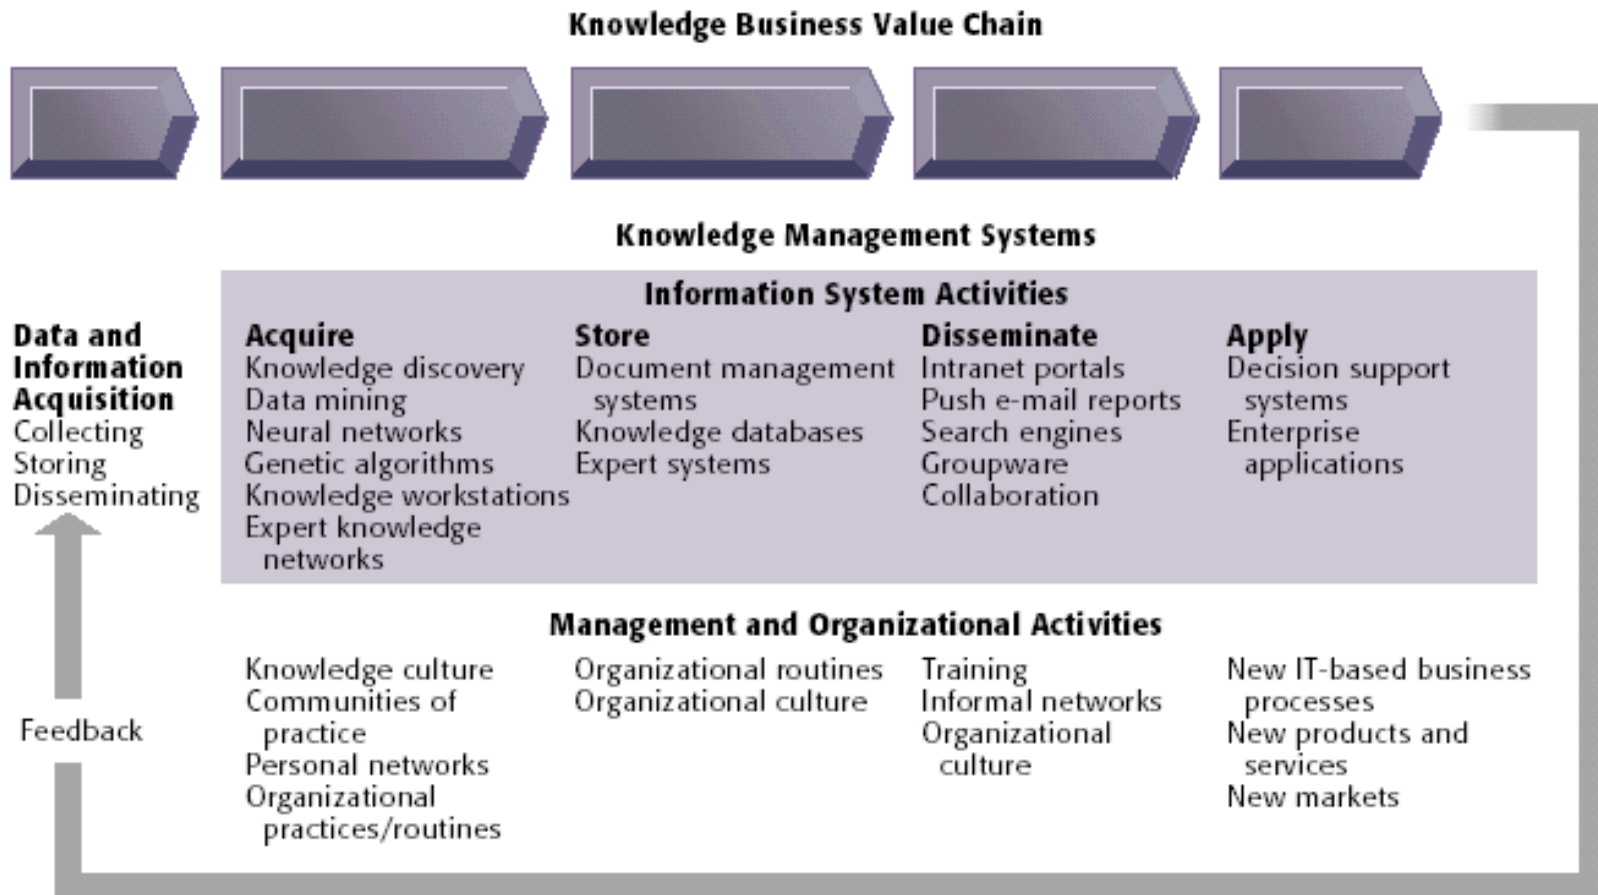 Knowledge Business Value Chain
Knowledge Management Systems
Information System Activities
Data and
Information
Acquisition
Collecting
Storing
Disseminating
Acquire
Knowledge discovery
Data mining
Neural networks
Genetic algorithms
Knowledge workstations
Expert knowledge
networks
Store
Document management
systems
Knowledge databases
Expert systems
Disseminate
Intranet portals
Push e-mail reports
Search engines
Groupware
Collaboration
Apply
Decision support
systems
Enterprise
applications
Management and Organizational Activities
Knowledge culture
Communities of
practice
Personal networks
Organizational
practices/routines
Organizational routines
Organizational culture
Training
Informal networks
Organizational
culture
New IT-based business
processes
New products and
services
New markets
Feedback